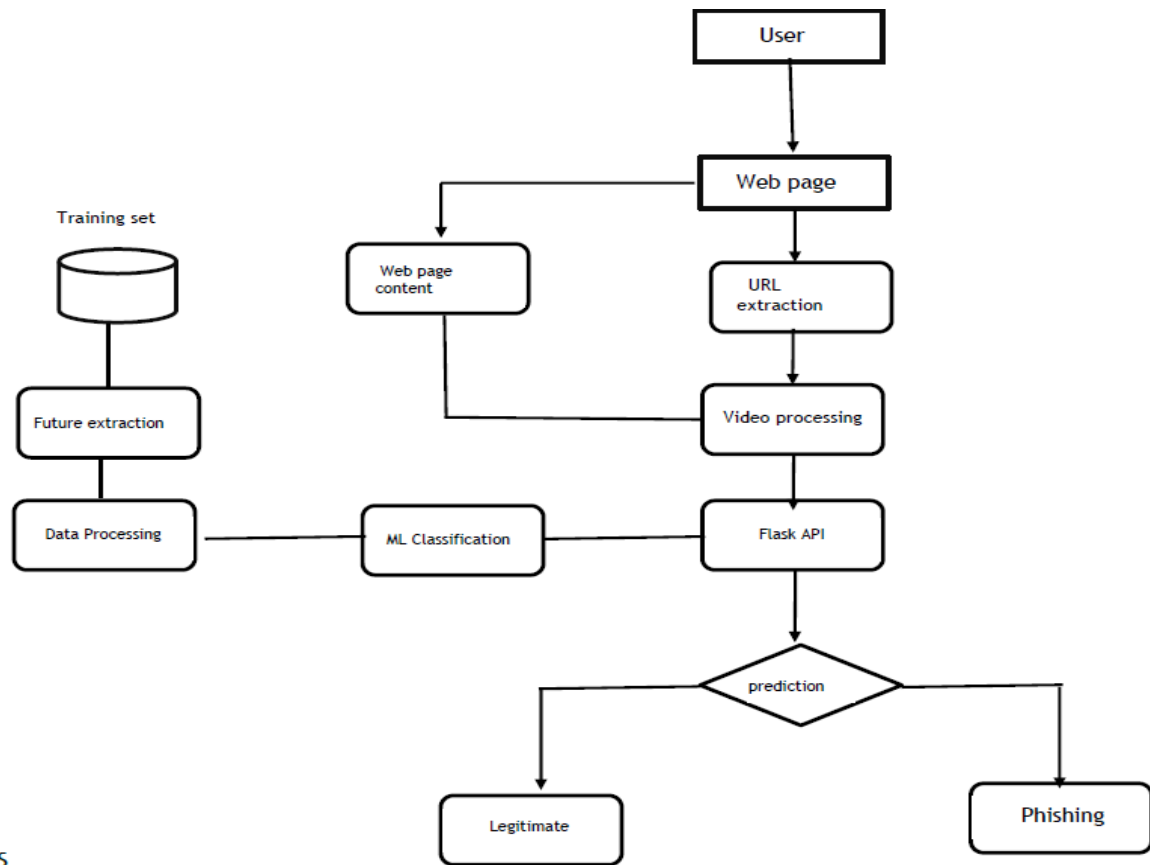 User
Web page
Training set
Web page
content
URL
extraction
Future extraction
Video processing
Data Processing
ML Classification
Flask API
prediction
Legitimate
Phishing